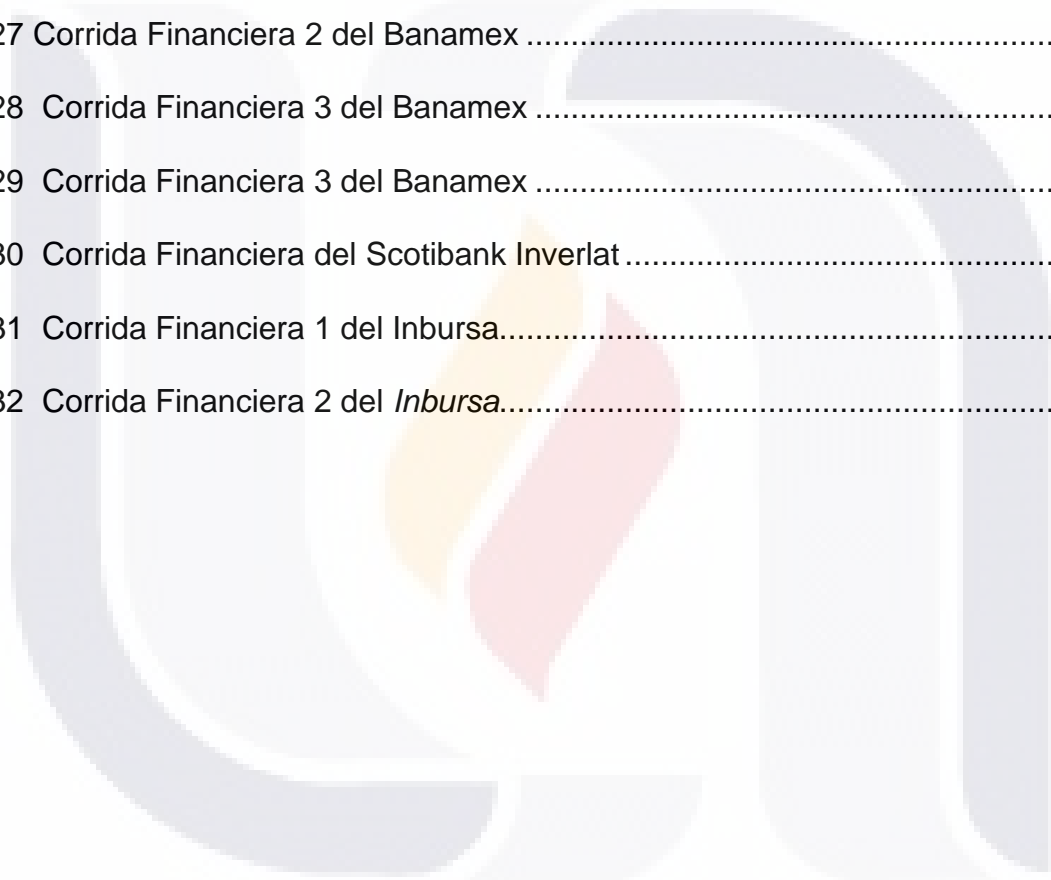 27 Corrida Financiera 2 del Banamex ................................................................
28 Corrida Financiera 3 del Banamex ...............................................................
29 Corrida Financiera 3 del Banamex ...............................................................
30 Corrida Financiera del Scotibank Inverlat ....................................................
31 Corrida Financiera 1 del Inbursa...................................................................
32 Corrida Financiera 2 del Inbursa...................................................................